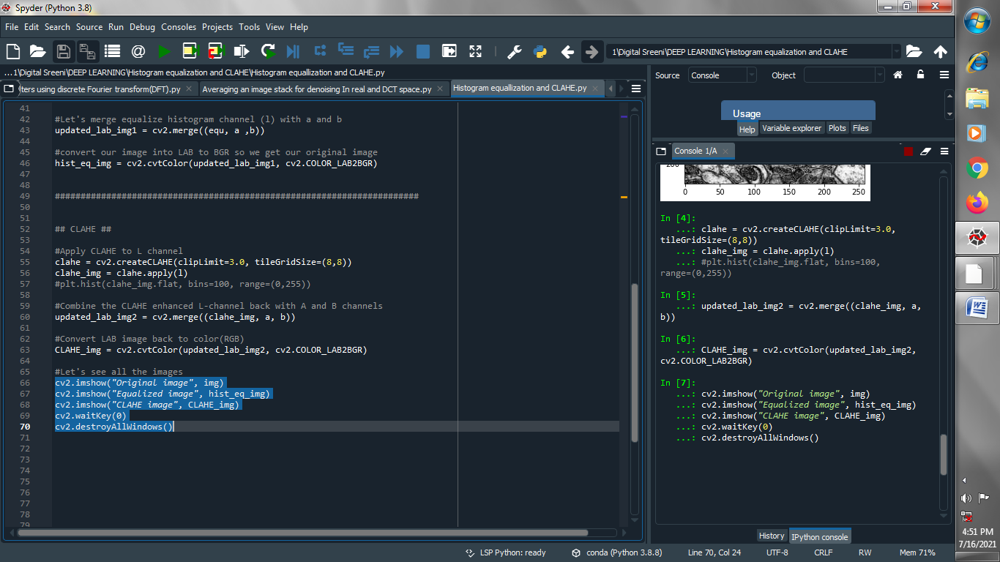 Spyder (Python 3.8)
File Edit Search Source Run Debug Consoles Projects Tools View Help
1\Digital Sreeni\DEEP LEARNING\Histogram equalization and CLAHE
...1\Digital Sreeni\DEEP LEARNING\Histogram equalization and CLAHE\Histogram equallization and CLAHE.py
ters using discrete Fourier transform(DFT).py Averaging an image stack for denoising In real and DCT space.py Histogram equallization and CLAHE.py
41
42 #Let's merge equalize histogram channel (l) with a and b
43 updated_lab_img1 = cv2.merge((equ, a ,b))
44
45 #convert our image into LAB to BGR so we get our original image
46 hist_eq_img = cv2.cvtColor(updated_lab_img1, cv2.COLOR_LAB2BGR)
47
48
49 #######################################################################
50
51
52 ## CLAHE ##
53
54 #Apply CLAHE to L channel
55 clahe = cv2.createCLAHE(clipLimit=3.0, tileGridSize=(8,8))
56 clahe_img = clahe.apply(l)
57 #plt.hist(clahe_img.flat, bins=100, range=(0,255))
58
59 #Combine the CLAHE enhanced L-channel back with A and B channels
60 updated_lab_img2 = cv2.merge((clahe_img, a, b))
61
62 #Convert LAB image back to color(RGB)
63 CLAHE_img = cv2.cvtColor(updated_lab_img2, cv2.COLOR_LAB2BGR)
64
65 #Let's see all the images
66 cv2.imshow("Original image", img)
67 cv2.imshow("Equalized image", hist_eq_img)
68 cv2.imshow("CLAHE image", CLAHE_img)
69 cv2.waitKey(0)
70 cv2.destroyAllWindows()
71
72
73
74
75
76
77
78
79
Source Console Object
Usage
Help Variable explorer Plots Files
Console 1/A
200
0 50 100 150 200 250
In [4]:
...: clahe = cv2.createCLAHE(clipLimit=3.0,
tileGridSize=(8,8))
...: clahe_img = clahe.apply(l)
...: #plt.hist(clahe_img.flat, bins=100,
range=(0,255))
In [5]:
...: updated_lab_img2 = cv2.merge((clahe_img, a,
b))
In [6]:
...: CLAHE_img = cv2.cvtColor(updated_lab_img2,
cv2.COLOR_LAB2BGR)
In [7]:
...: cv2.imshow("Original image", img)
...: cv2.imshow("Equalized image", hist_eq_img)
...: cv2.imshow("CLAHE image", CLAHE_img)
...: cv2.waitKey(0)
...: cv2.destroyAllWindows()
History IPython console
LSP Python: ready conda (Python 3.8.8) Line 70, Col 24 UTF-8 CRLF RW Mem 71%
4:51 PM
7/16/2021